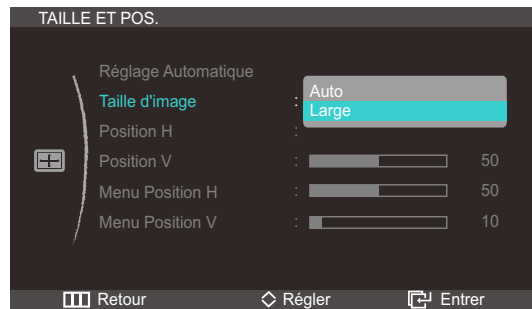 TAILLE ET POS.
Réglage Automatique
Taille d'image : Auto
Large
Position H :
Position V : 50
Menu Position H : 50
Menu Position V : 10
Retour Régler Entrer